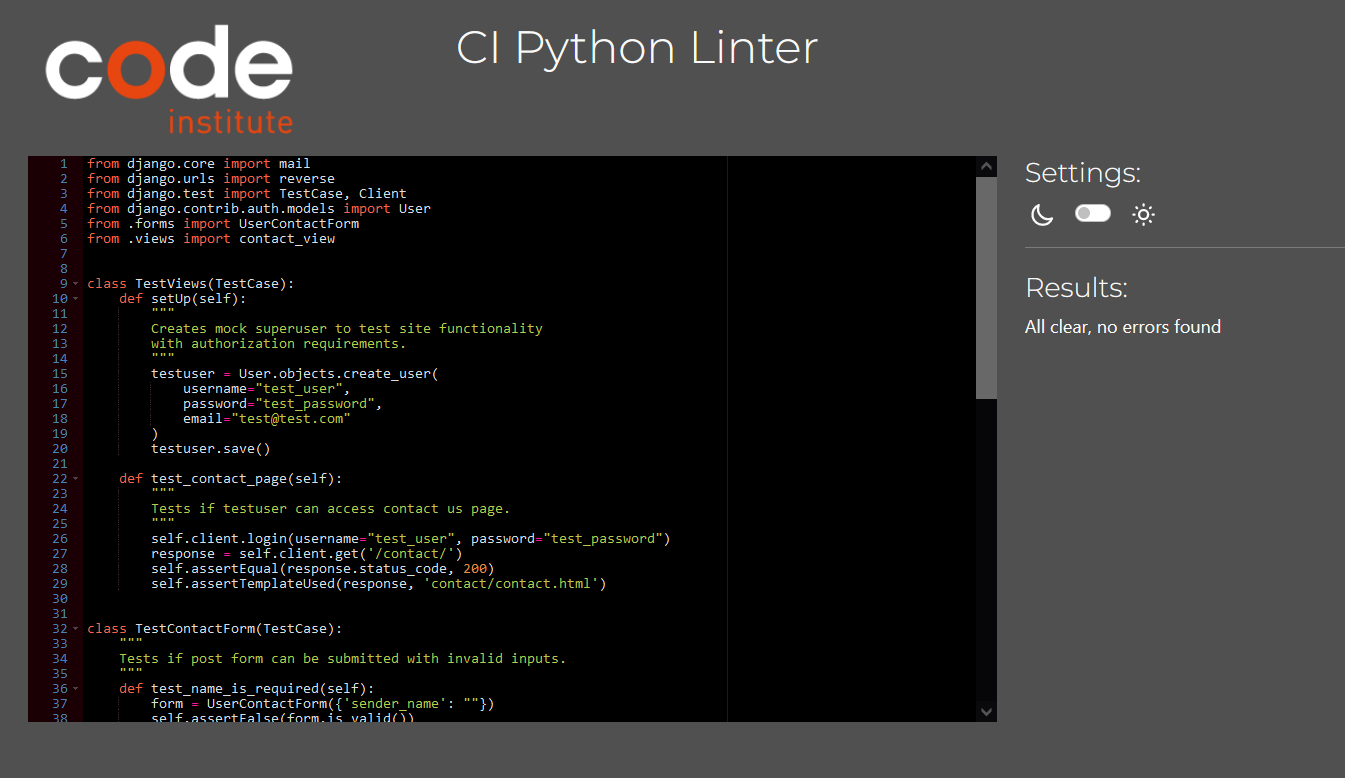 code
institute
CI Python Linter
1 from django.core import mail
2 from django.urls import reverse
3 from django.test import TestCase, Client
4 from django.contrib.auth.models import User
5 from .forms import UserContactForm
6 from .views import contact_view
7
8
9 class TestViews(TestCase):
10     def setUp(self):
11         """
12         Creates mock superuser to test site functionality
13         with authorization requirements.
14         """
15         testuser = User.objects.create_user(
16             username="test_user",
17             password="test_password",
18             email="test@test.com"
19         )
20         testuser.save()
21
22     def test_contact_page(self):
23         """
24         Tests if testuser can access contact us page.
25         """
26         self.client.login(username="test_user", password="test_password")
27         response = self.client.get('/contact/')
28         self.assertEqual(response.status_code, 200)
29         self.assertTemplateUsed(response, 'contact/contact.html')
30
31
32 class TestContactForm(TestCase):
33     """
34     Tests if post form can be submitted with invalid inputs.
35     """
36     def test_name_is_required(self):
37         form = UserContactForm({'sender_name': ""})
38         self.assertFalse(form.is_valid())
Settings:
Results:
All clear, no errors found